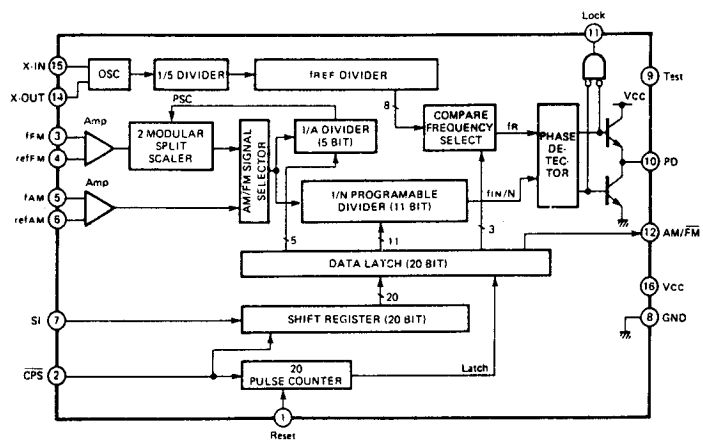 Lock
11
X-IN
15
OSC
1/5 DIVIDER
fREF DIVIDER
9
Test
X-OUT
14
PSC
8
VCC
Amp
fFM
3
refFM
4
2 MODULAR
SPLIT
SCALER
AM/FM SIGNAL
SELECTOR
1/A DIVIDER
(5 BIT)
COMPARE
FREQUENCY
SELECT
fR
PHASE
DE-
TEC-
TOR
10
PD
Amp
fAM
5
refAM
6
1/N PROGRAMABLE
DIVIDER (11 BIT)
fIN/N
5
11
3
12
AM/FM
DATA LATCH (20 BIT)
20
16
VCC
SI
7
SHIFT REGISTER (20 BIT)
8
GND
CPS
2
20
PULSE COUNTER
Latch
1
Reset